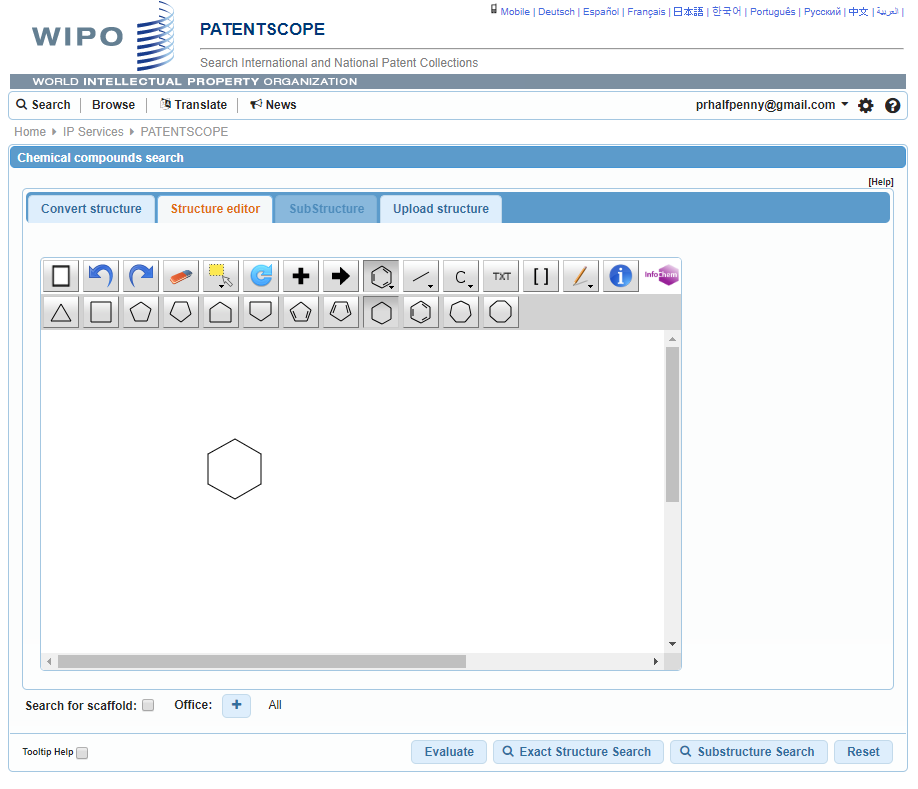 Mobile | Deutsch | Español | Français | 日本語 | 한국어 | Português | Русский | 中文 | العربية |
WIPO
PATENTSCOPE
Search International and National Patent Collections
WORLD INTELLECTUAL PROPERTY ORGANIZATION
Search | Browse | Translate | News prhalfpenny@gmail.com
Home IP Services PATENTSCOPE
Chemical compounds search
[Help]
Convert structure Structure editor SubStructure Upload structure
C TXT [ ] i InfoChem
Search for scaffold: Office: + All
Tooltip Help Evaluate Exact Structure Search Substructure Search Reset